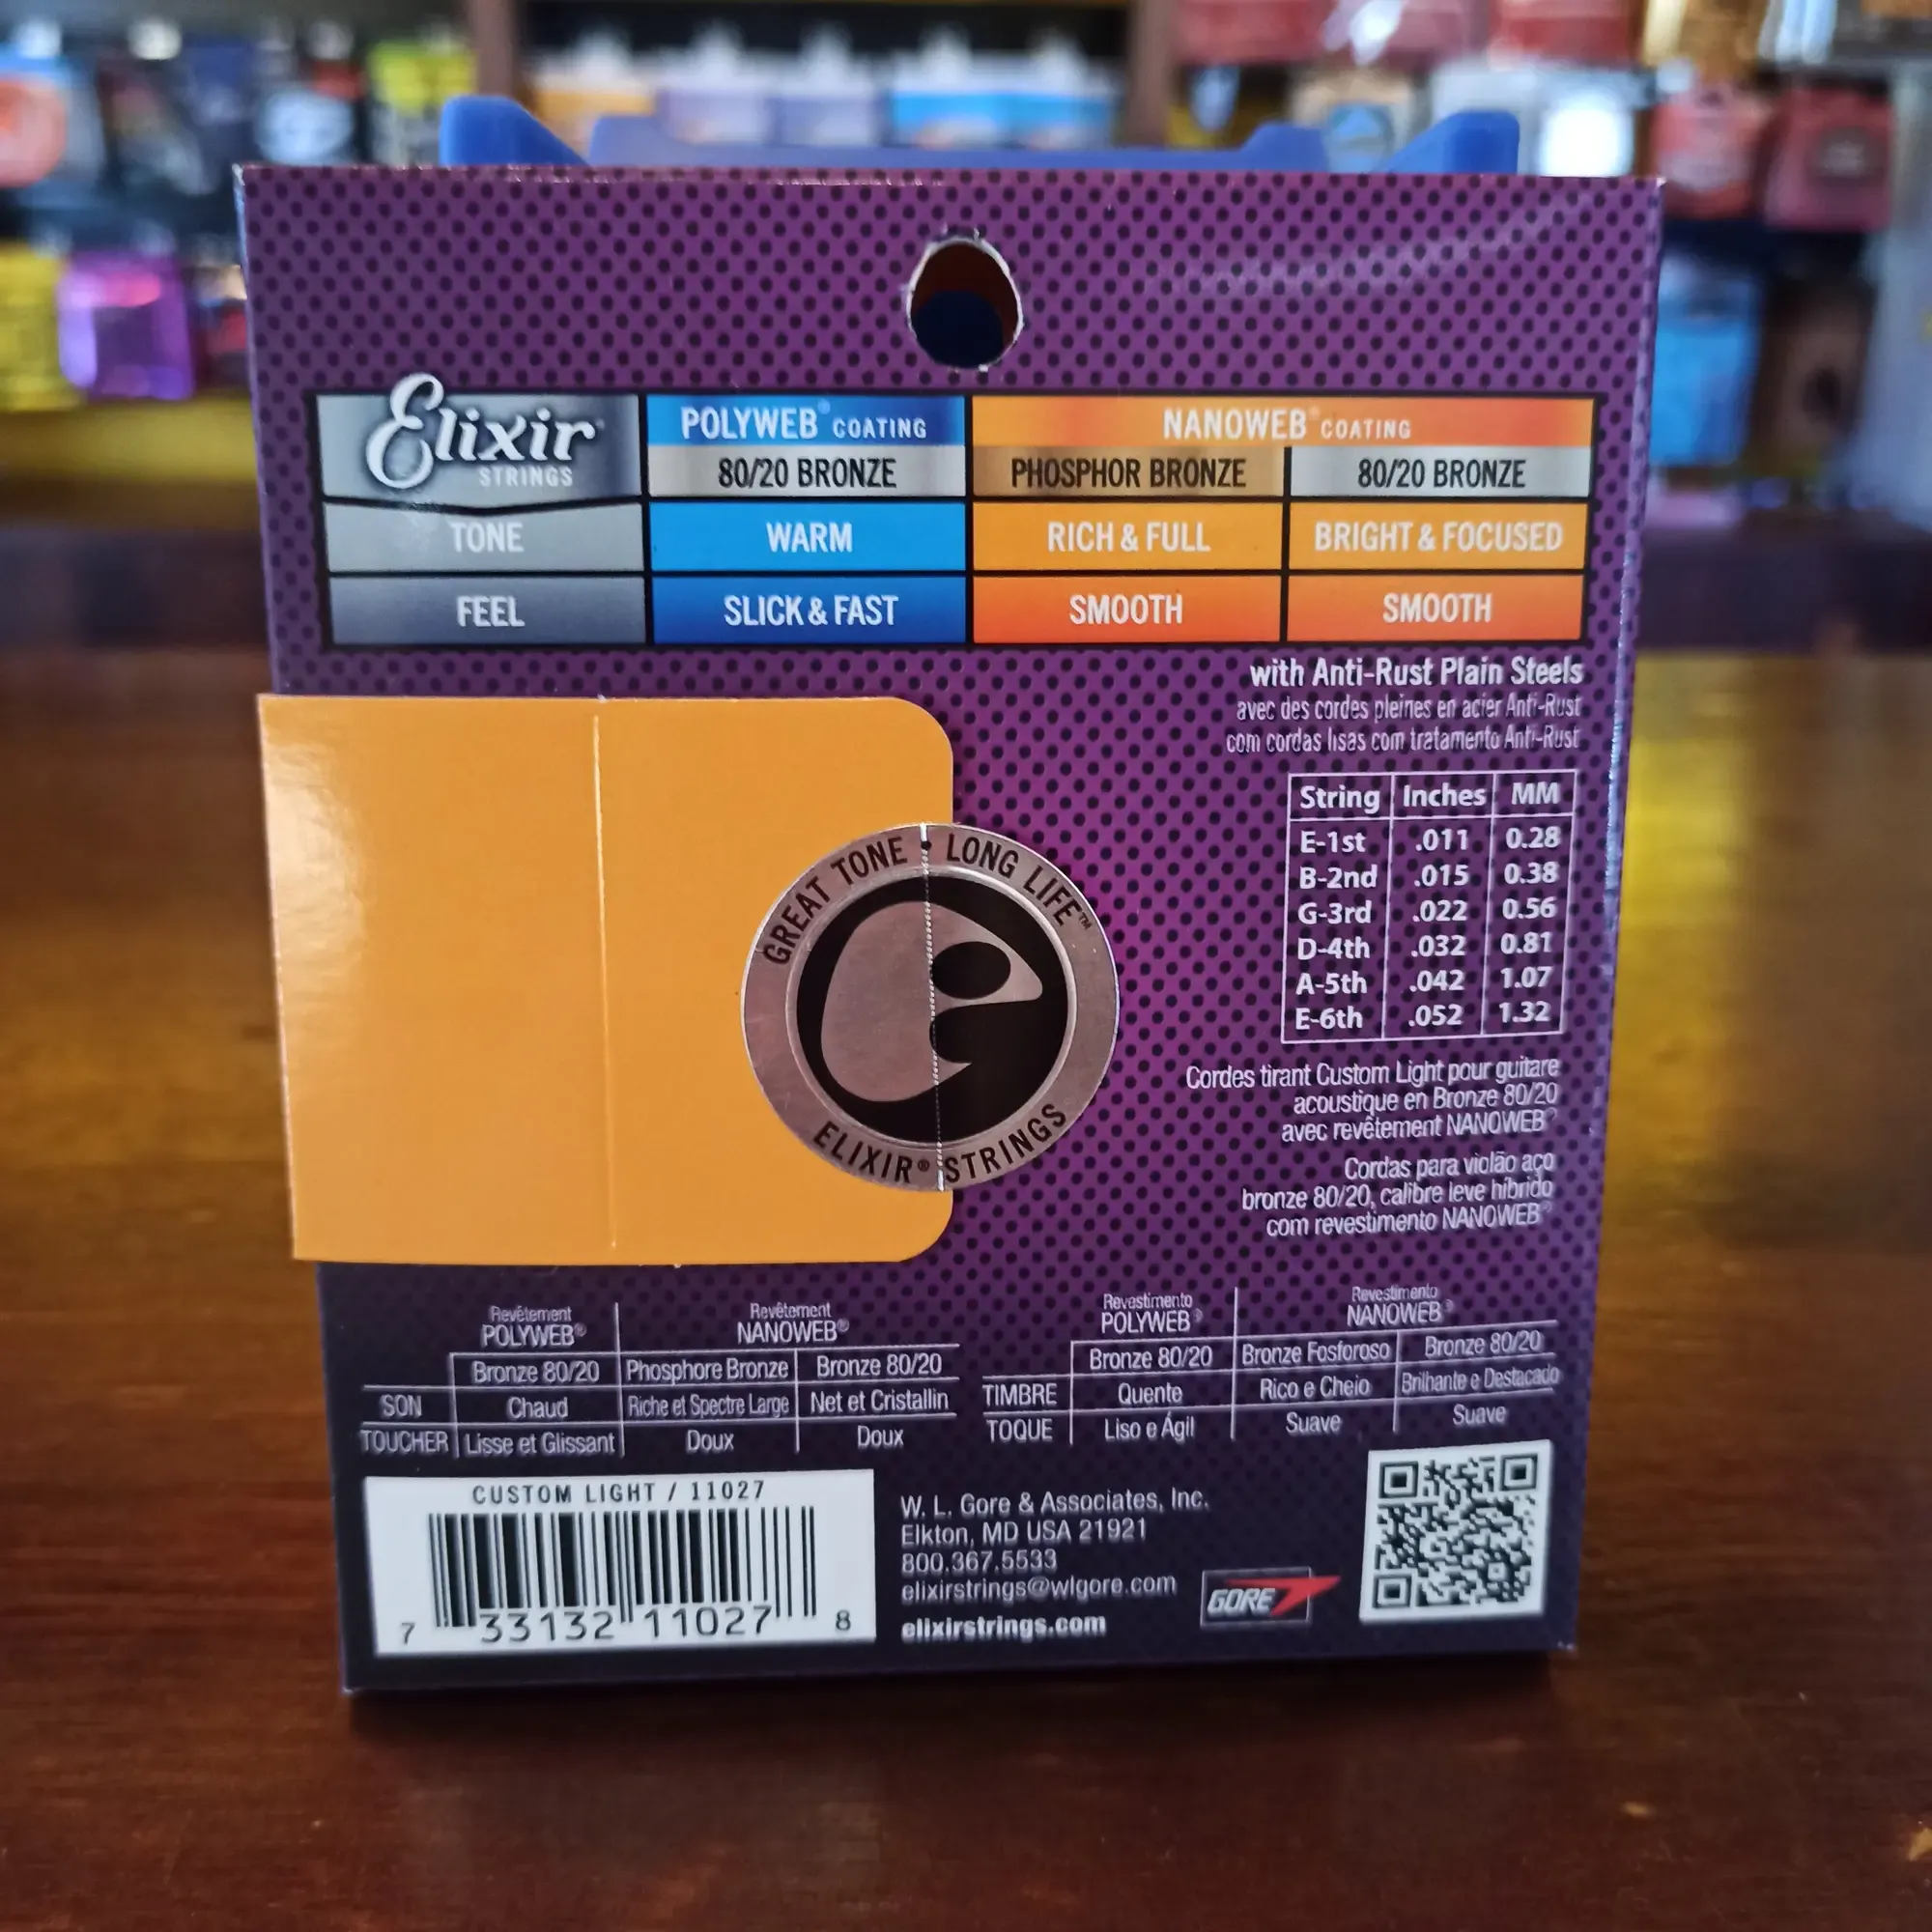 Elixir
STRINGS
POLYWEB® COATING
NANOWEB® COATING
80/20 BRONZE
PHOSPHOR BRONZE
80/20 BRONZE
TONE
WARM
RICH & FULL
BRIGHT & FOCUSED
FEEL
SLICK & FAST
SMOOTH
SMOOTH
with Anti-Rust Plain Steels
avec des cordes pleines en acier Anti-Rust
com cordas lisas com tratamento Anti-Rust
String Inches MM
E-1st .011 0.28
B-2nd .015 0.38
G-3rd .022 0.56
D-4th .032 0.81
A-5th .042 1.07
E-6th .052 1.32
GREAT TONE • LONG LIFE™
ELIXIR® STRINGS
Cordes tirant Custom Light pour guitare
acoustique en Bronze 80/20
avec revêtement NANOWEB®
Cordas para violão aço
bronze 80/20, calibre leve híbrido
com revestimento NANOWEB®
Revêtement
POLYWEB®
Revêtement
NANOWEB®
Bronze 80/20 Phosphore Bronze Bronze 80/20
SON Chaud Riche et Spectre Large Net et Cristallin
TOUCHER Lisse et Glissant Doux Doux
Revestimento
POLYWEB®
Revestimento
NANOWEB®
Bronze 80/20 Bronze Fosforoso Bronze 80/20
TIMBRE Quente Rico e Cheio Brilhante e Destacado
TOQUE Liso e Ágil Suave Suave
CUSTOM LIGHT / 11027
7 33132 11027 8
W. L. Gore & Associates, Inc.
Elkton, MD USA 21921
800.367.5533
elixirstrings@wlgore.com
elixirstrings.com
GORE